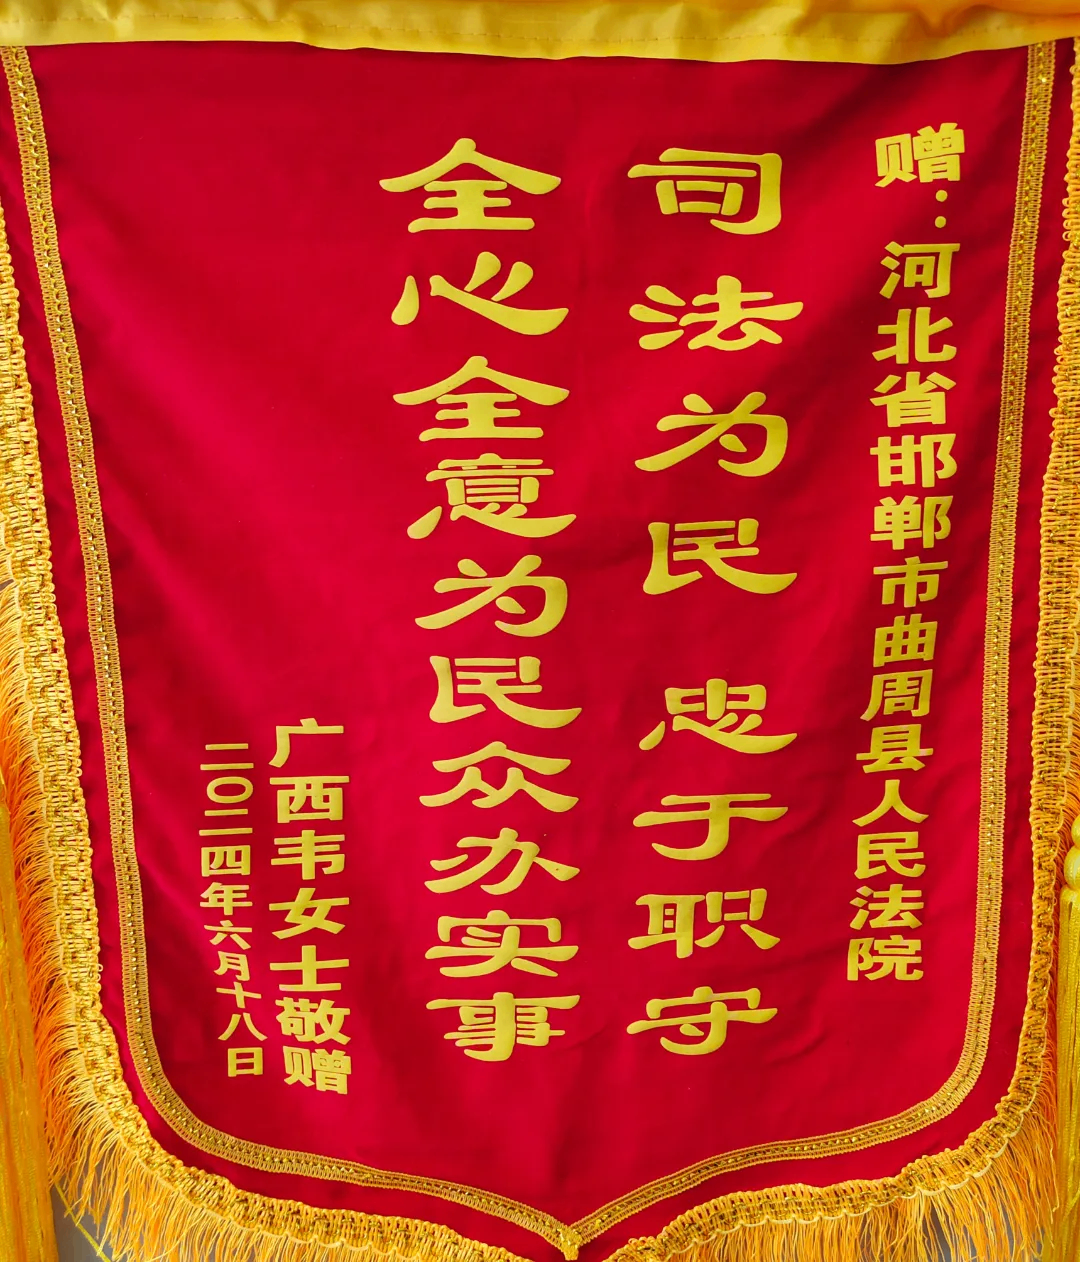 赠：河北省邯郸市曲周县人民法院
司法为民 忠于职守
全心全意为民众办实事
广西韦女士敬赠
二〇二四年六月十八日